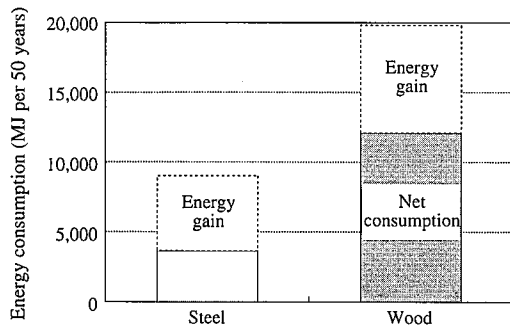 Energy consumption (MJ per 50 years)
20,000
15,000
10,000
5,000
0
Energy
gain
Energy
gain
Net
consumption
Steel
Wood